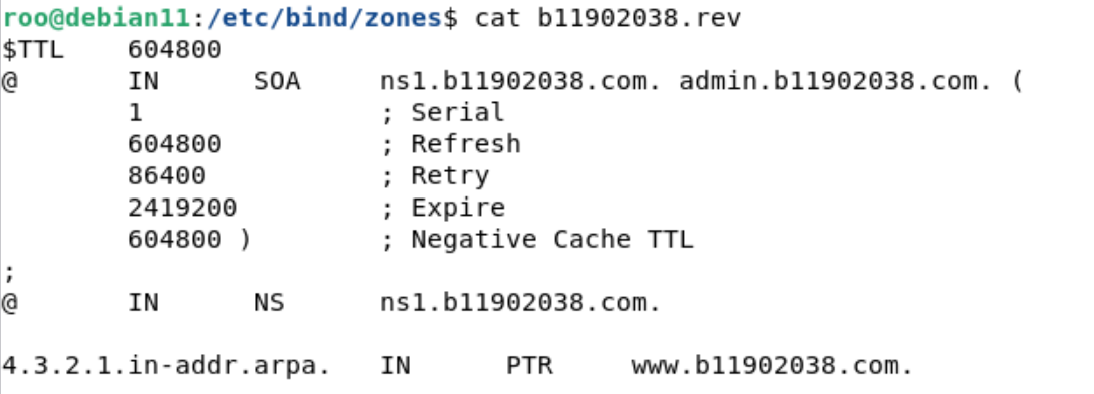 roo@debian11:/etc/bind/zones$ cat b11902038.rev
$TTL    604800
@       IN      SOA     ns1.b11902038.com. admin.b11902038.com. (
        1               ; Serial
        604800          ; Refresh
        86400           ; Retry
        2419200         ; Expire
        604800 )        ; Negative Cache TTL
;
@       IN      NS      ns1.b11902038.com.

4.3.2.1.in-addr.arpa.   IN      PTR     www.b11902038.com.